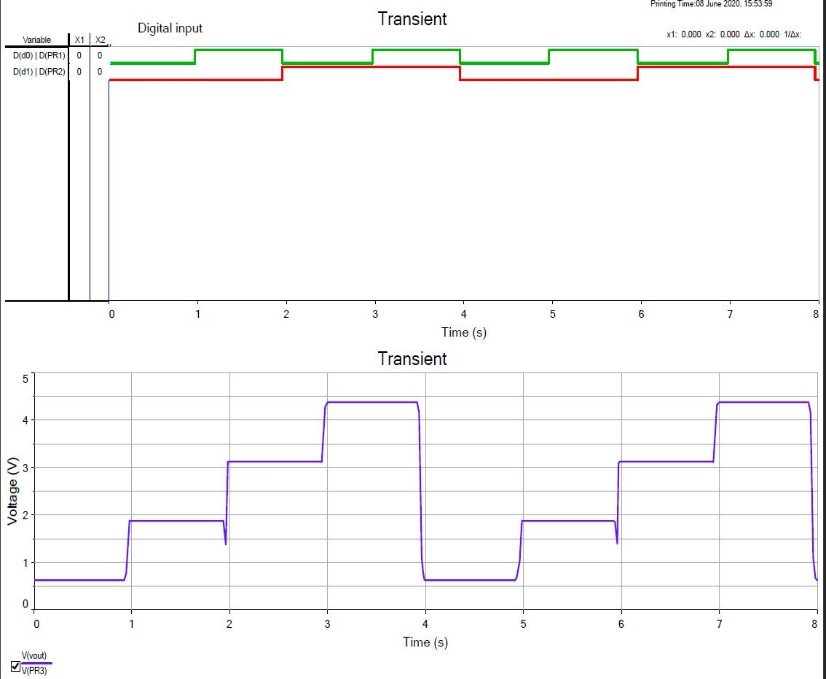 Printing Time:08 June 2020, 15:53:59
Transient
Digital input
x1: 0.000 x2: 0.000 Δx: 0.000 1/Δx:
Variable X1 X2
D(d0) | D(PR1) 0 0
D(d1) | D(PR2) 0 0
0 1 2 3 4 5 6 7 8
Time (s)
Transient
5
4
3
2
1
0
Voltage (V)
0 1 2 3 4 5 6 7 8
Time (s)
V(vout)
V(PR3)